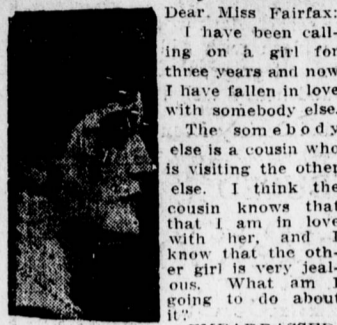 Dear. Miss Fairfax:
I have been call-
ing on a girl for
three years and now
I have fallen in love
with somebody else.
The somebody
else is a cousin who
is visiting the other
else. I think the
cousin knows that
that I am in love
with her, and I
know that the oth-
er girl is very jeal-
ous. What am I
going to do about
it?